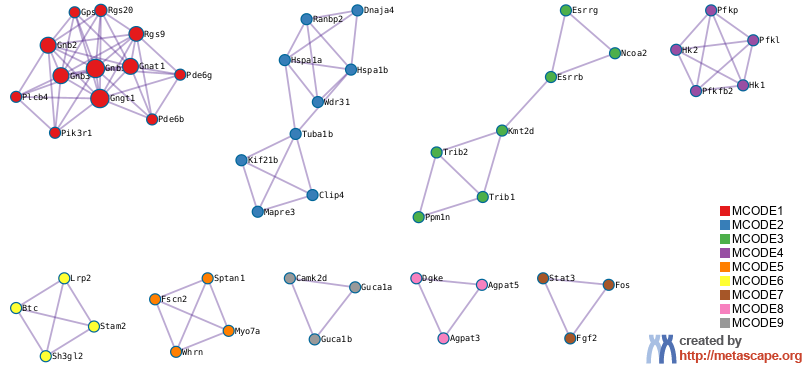 Gps
Rgs20
Rgs9
Gnb2
Gnb
Gnat1
Gnb3
Pde6g
Plcb4
Gngt1
Pde6b
Pik3r1
Dnaja4
Ranbp2
Hspa1a
Hspa1b
Wdr31
Tuba1b
Kif21b
Clip4
Mapre3
Esrrg
Ncoa2
Esrrb
Kmt2d
Trib2
Trib1
Ppm1n
Pfkp
Pfkl
Hk2
Hk1
Pfkfb2
Lrp2
Btc
Stam2
Sh3gl2
Sptan1
Fscn2
Myo7a
Whrn
Camk2d
Guca1a
Guca1b
Dgke
Agpat5
Agpat3
Stat3
Fos
Fgf2
MCODE1
MCODE2
MCODE3
MCODE4
MCODE5
MCODE6
MCODE7
MCODE8
MCODE9
created by
http://metascape.org